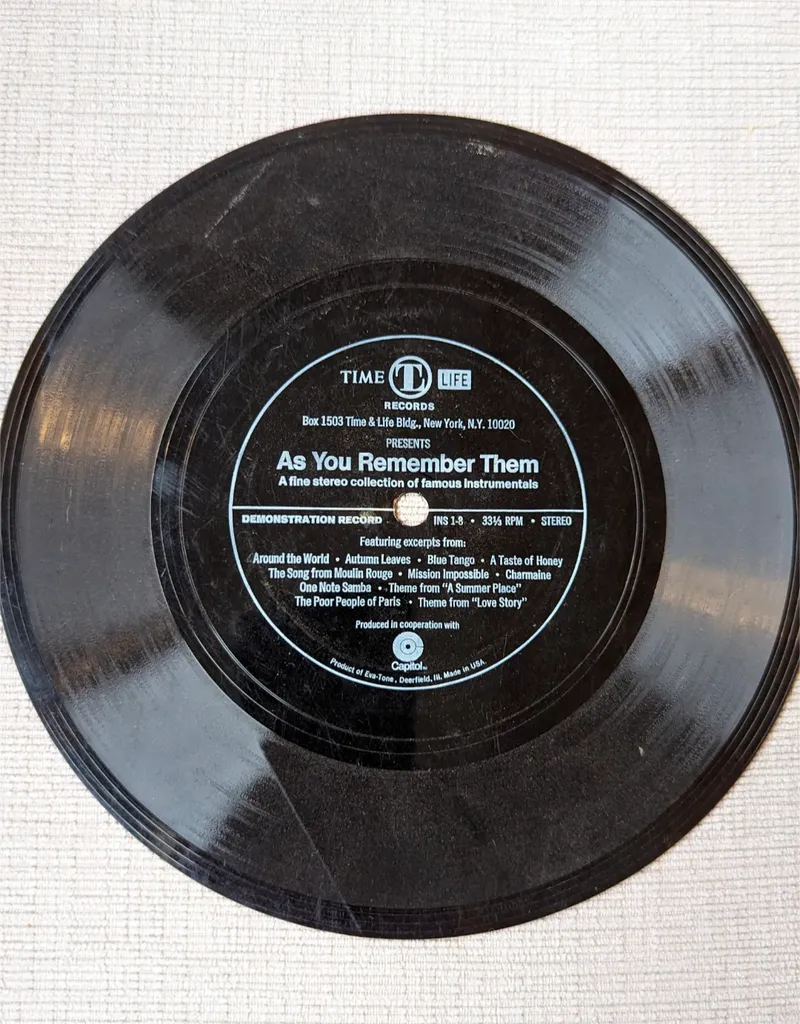 TIME TL LIFE
RECORDS
Box 1503 Time & Life Bldg., New York, N.Y. 10020
PRESENTS
As You Remember Them
A fine stereo collection of famous Instrumentals
DEMONSTRATION RECORD INS 1-8 • 33⅓ RPM • STEREO
Featuring excerpts from:
Around the World • Autumn Leaves • Blue Tango • A Taste of Honey
The Song from Moulin Rouge • Mission Impossible • Charmaine
One Note Samba • Theme from "A Summer Place"
The Poor People of Paris • Theme from "Love Story"
Produced in cooperation with
Capitol™
Product of Eva-Tone, Deerfield, Ill. Made in USA